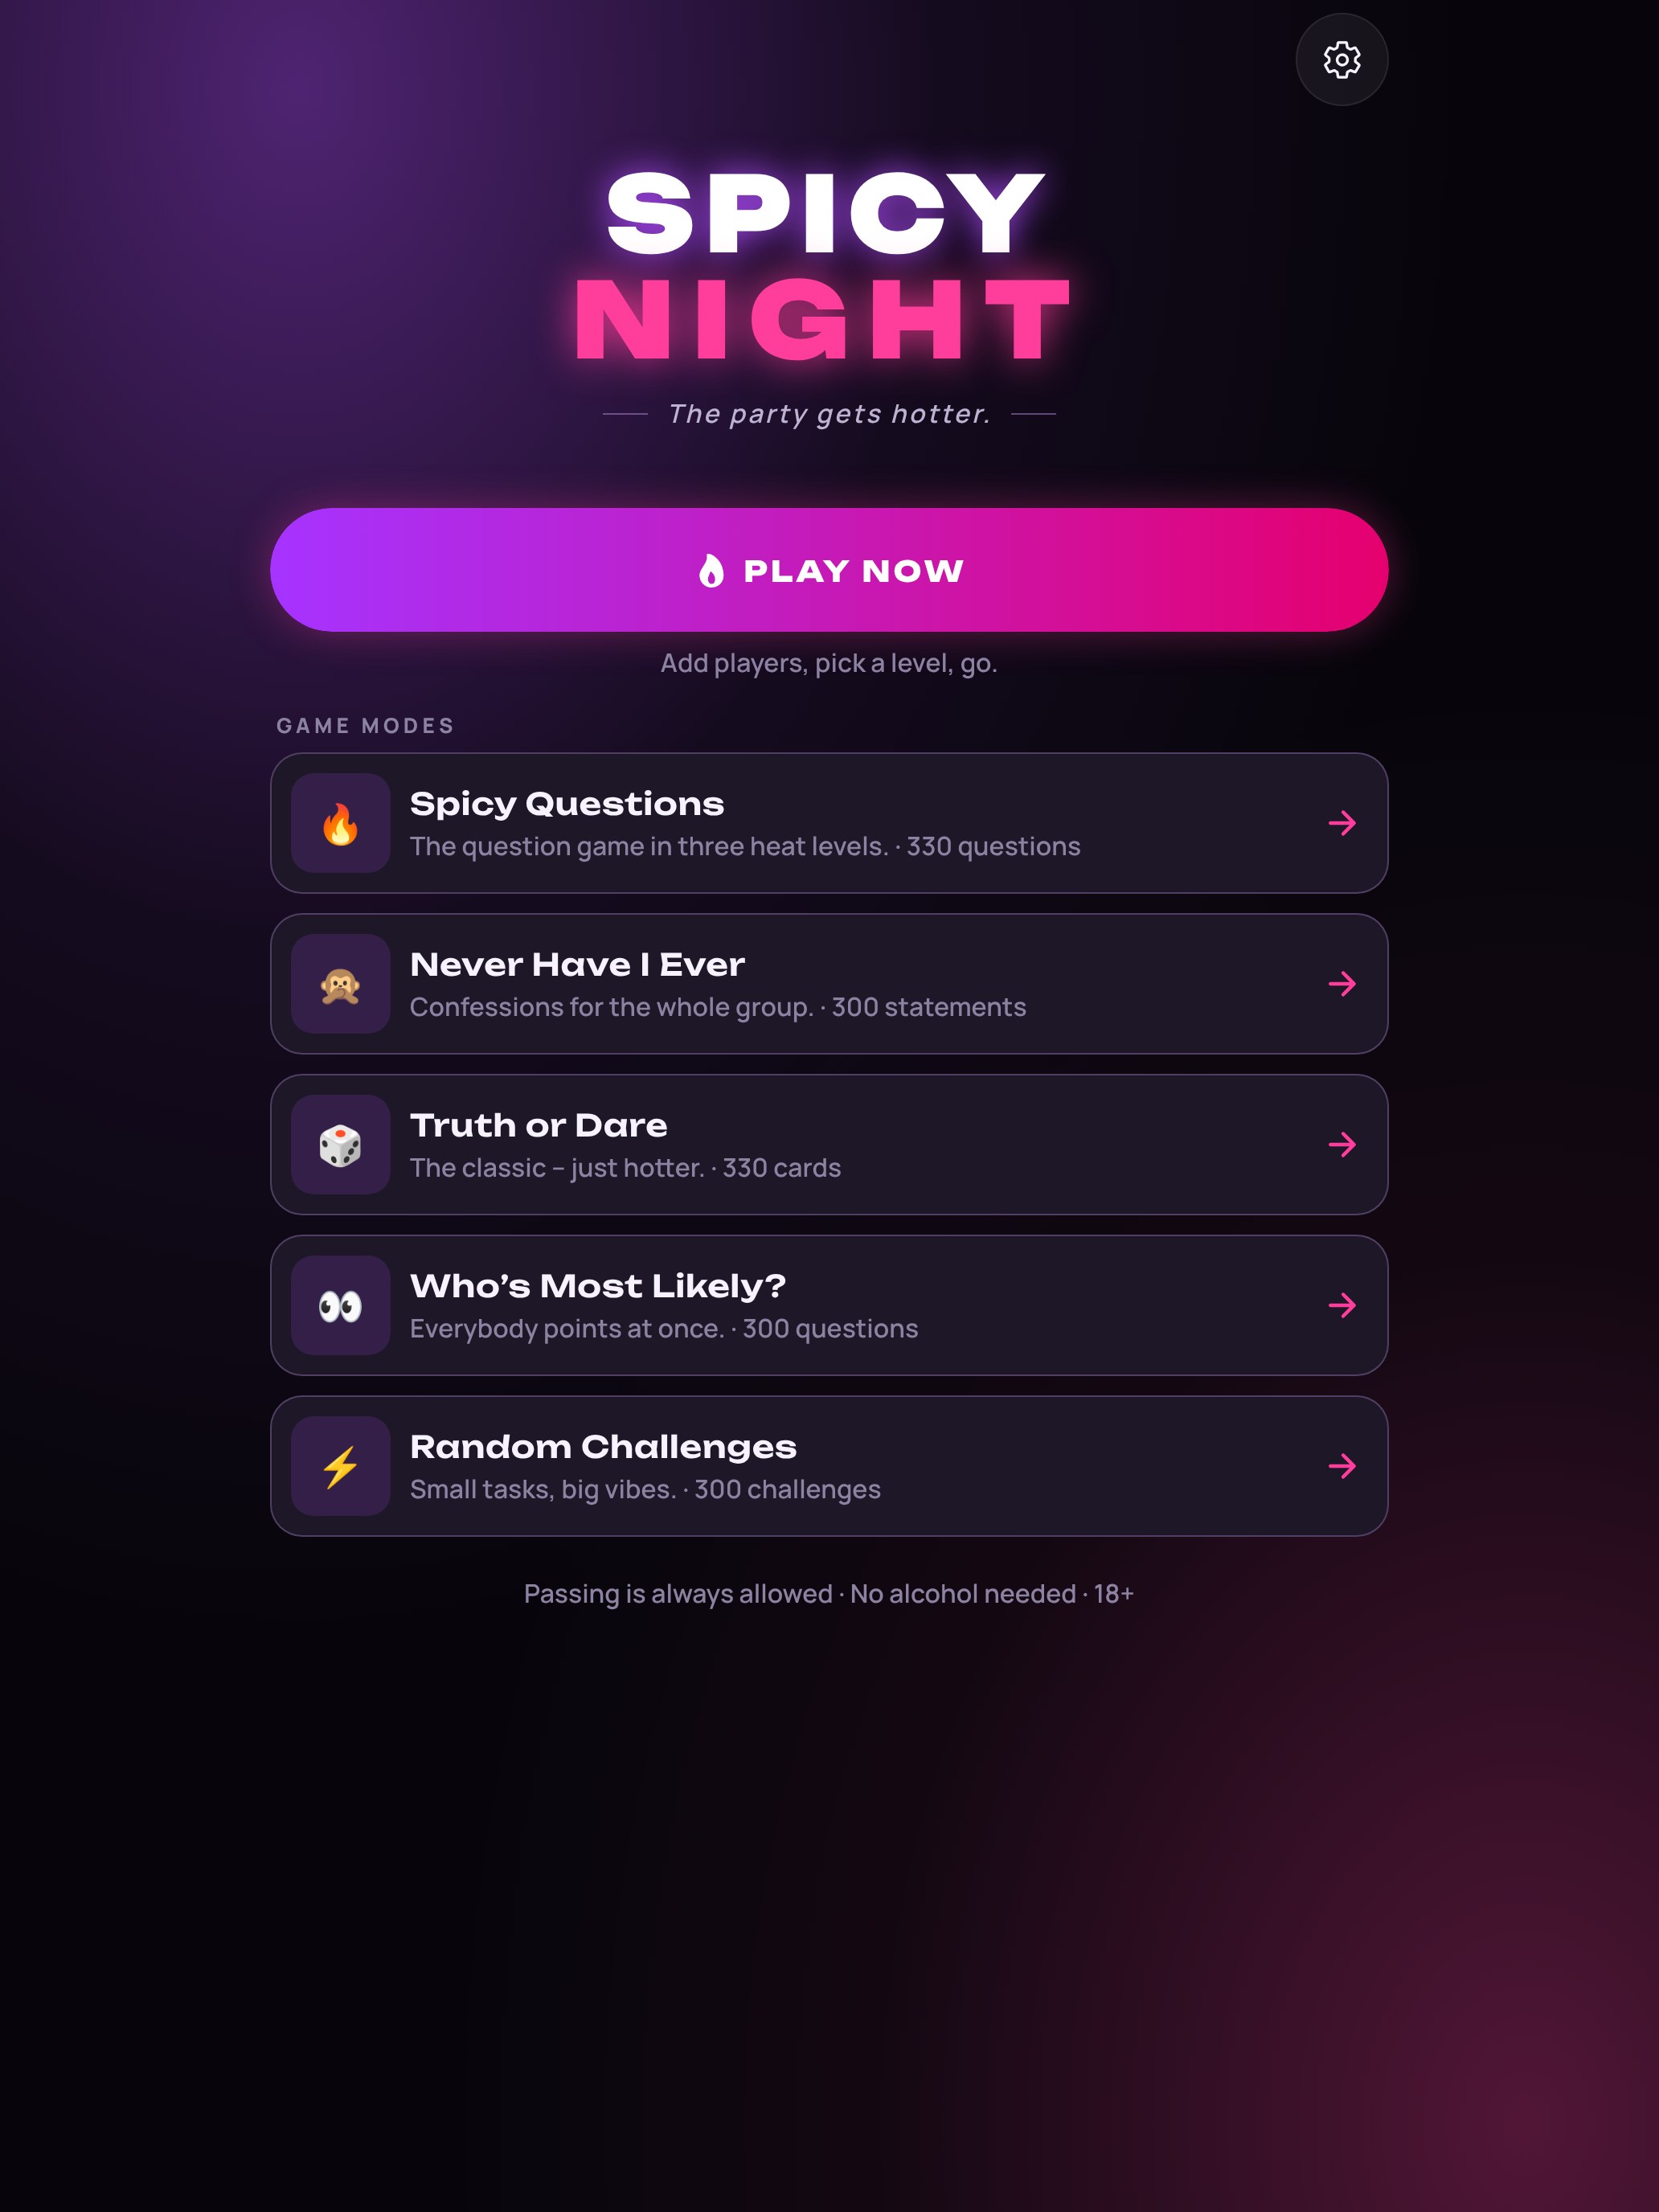 SPICY
NIGHT
The party gets hotter.
PLAY NOW
Add players, pick a level, go.
GAME MODES
Spicy Questions
The question game in three heat levels. · 330 questions
Never Have I Ever
Confessions for the whole group. · 300 statements
Truth or Dare
The classic – just hotter. · 330 cards
Who’s Most Likely?
Everybody points at once. · 300 questions
Random Challenges
Small tasks, big vibes. · 300 challenges
Passing is always allowed · No alcohol needed · 18+